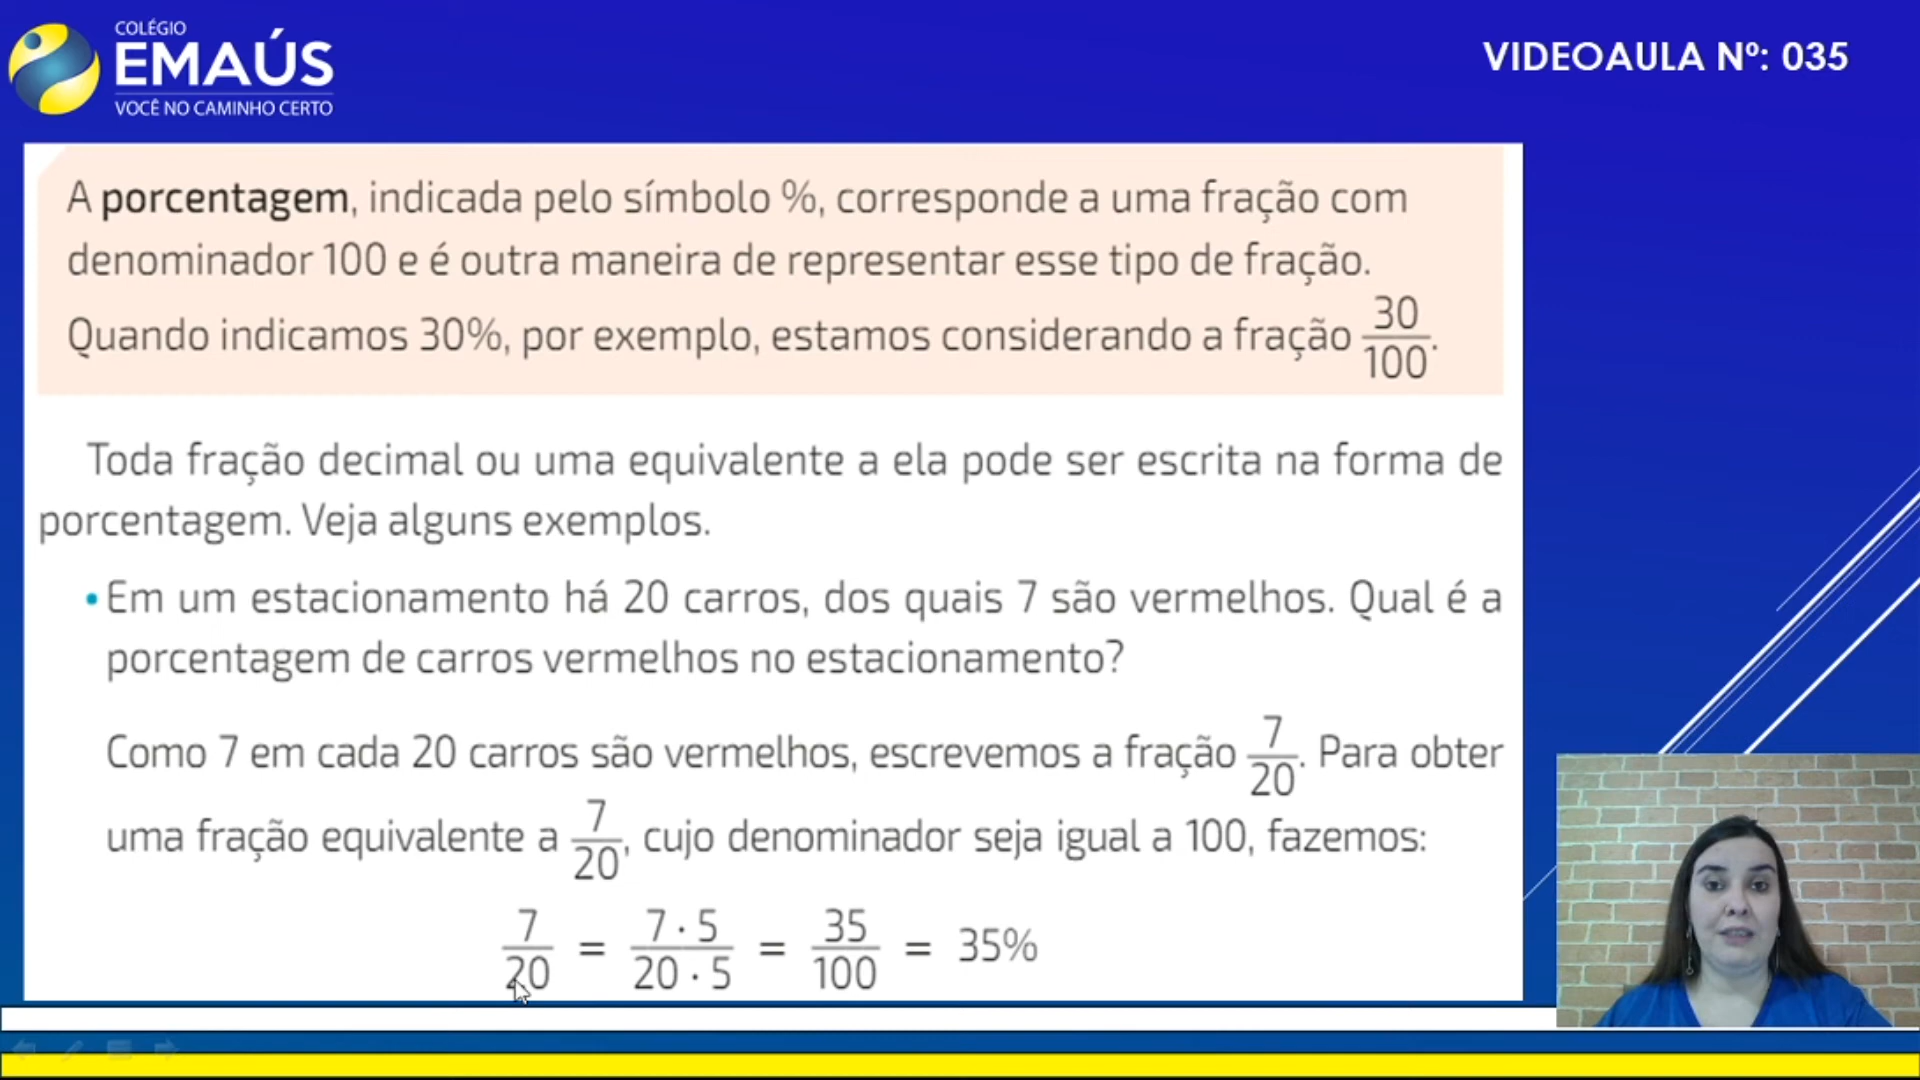 COLÉGIO
EMAÚS
VOCÊ NO CAMINHO CERTO
VIDEOAULA Nº: 035
A porcentagem, indicada pelo símbolo %, corresponde a uma fração com
denominador 100 e é outra maneira de representar esse tipo de fração.
Quando indicamos 30%, por exemplo, estamos considerando a fração 30/100.
Toda fração decimal ou uma equivalente a ela pode ser escrita na forma de
porcentagem. Veja alguns exemplos.
• Em um estacionamento há 20 carros, dos quais 7 são vermelhos. Qual é a
porcentagem de carros vermelhos no estacionamento?
Como 7 em cada 20 carros são vermelhos, escrevemos a fração 7/20. Para obter
uma fração equivalente a 7/20, cujo denominador seja igual a 100, fazemos:
7/20 = 7 · 5/20 · 5 = 35/100 = 35%